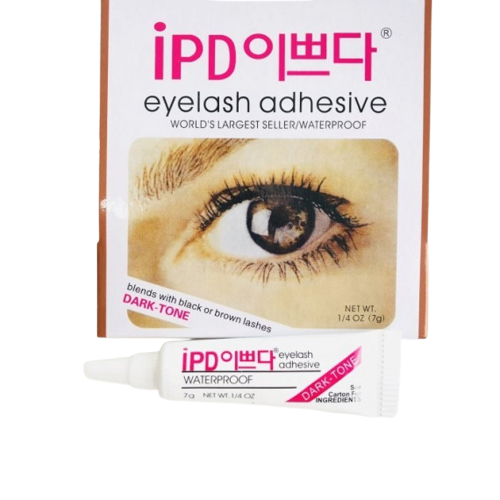 iPD이쁘다®
eyelash adhesive
WORLD'S LARGEST SELLER/WATERPROOF
blends with black or brown lashes
DARK-TONE
NET WT.
1/4 OZ (7g)
iPD이쁘다® eyelash adhesive
WATERPROOF
7g NET WT. 1/4 OZ
DARK-TONE
Carton
INGREDIENT